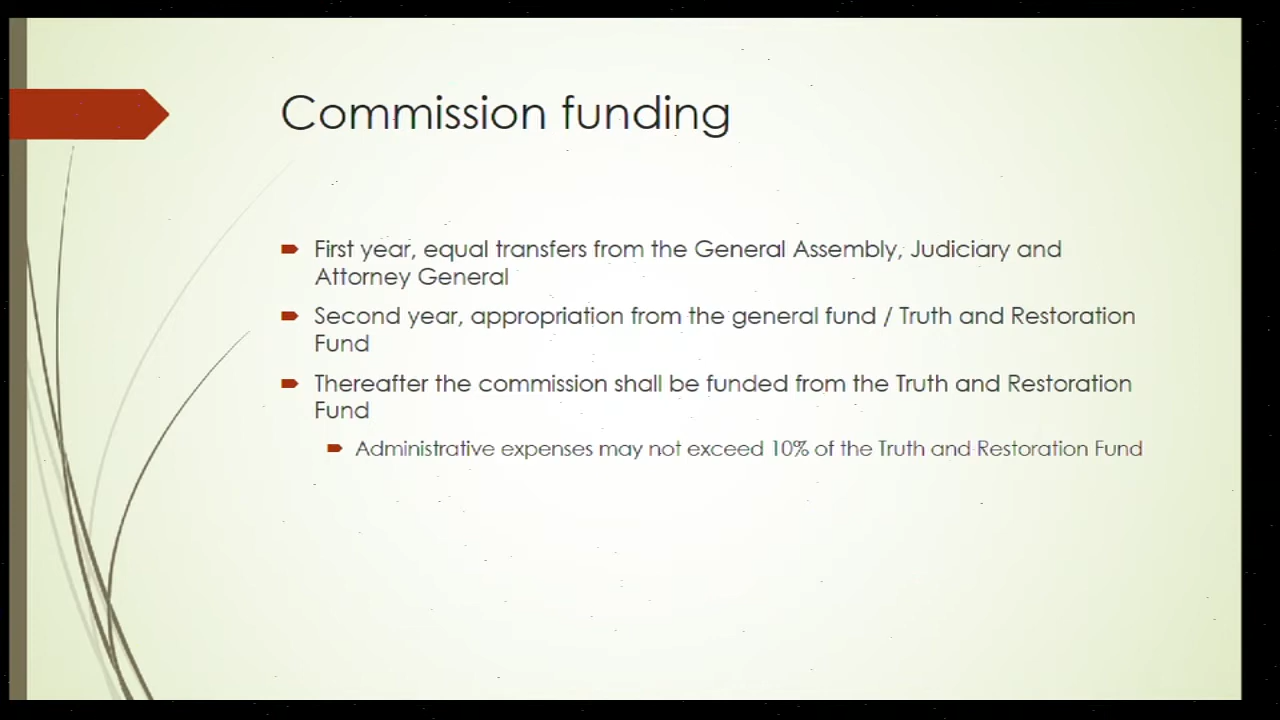 Commission funding
First year, equal transfers from the General Assembly, Judiciary and
Attorney General
Second year, appropriation from the general fund / Truth and Restoration
Fund
Thereafter the commission shall be funded from the Truth and Restoration
Fund
Administrative expenses may not exceed 10% of the Truth and Restoration Fund